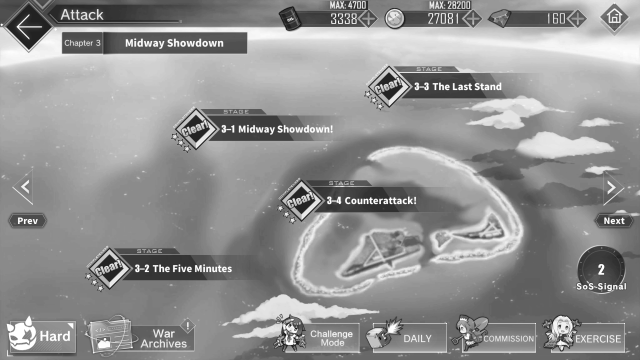 Attack
MAX: 4700
3338
MAX: 28200
27081
160
Chapter 3
Midway Showdown
STAGE
Clear!
3-3 The Last Stand
STAGE
Clear!
3-1 Midway Showdown!
STAGE
Clear!
3-4 Counterattack!
Prev
Next
STAGE
Clear!
3-2 The Five Minutes
2
SoS Signal
Hard
War
Archives
!
Challenge
Mode
DAILY
COMMISSION
EXERCISE